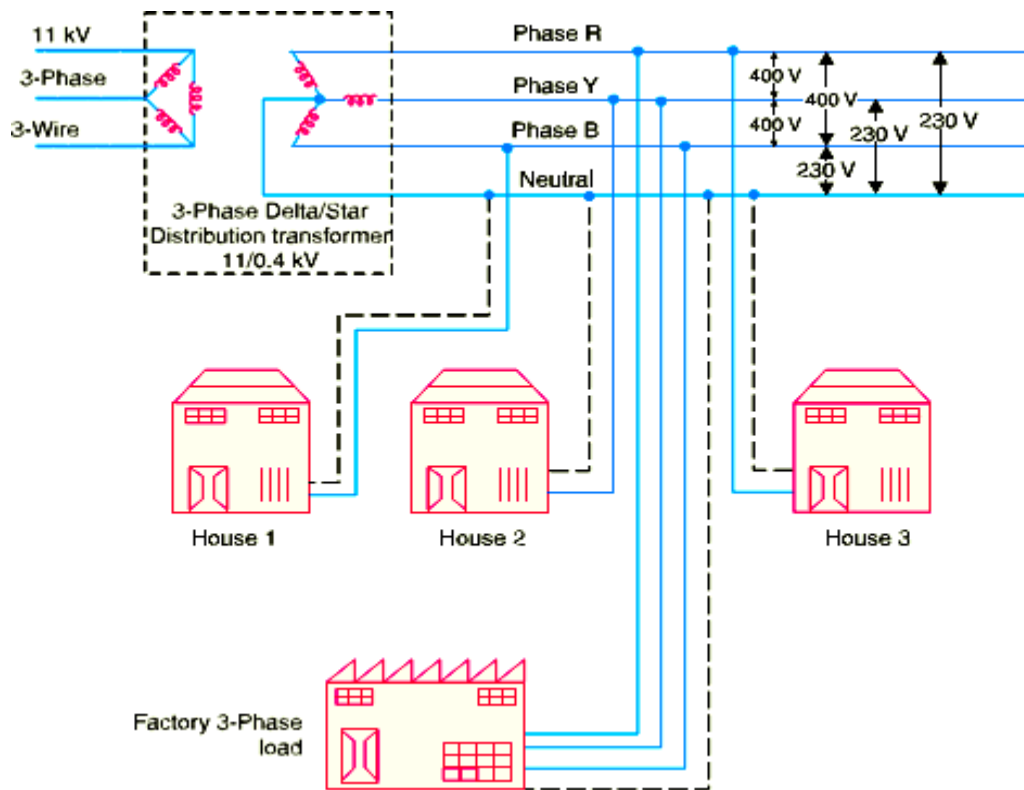 11 kV
3-Phase
3-Wire
3-Phase Delta/Star
Distribution transformer
11/0.4 kV
Phase R
Phase Y
Phase B
Neutral
400 V
400 V
400 V
230 V
230 V
230 V
House 1
House 2
House 3
Factory 3-Phase
load